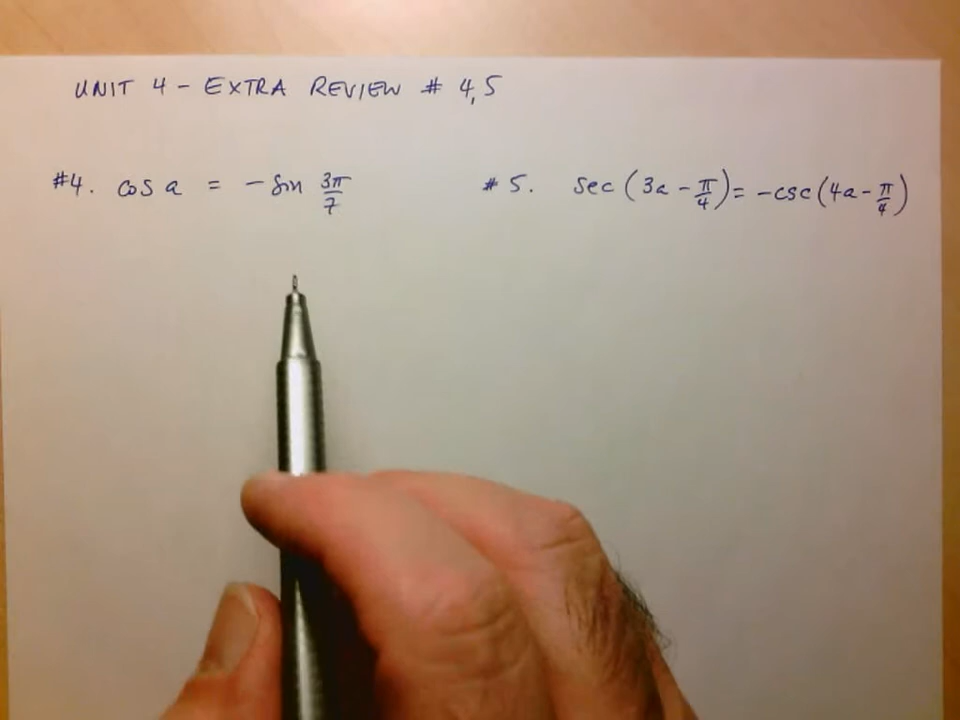 UNIT 4 - EXTRA REVIEW # 4,5
#4. cos a = -sin 3π/7
# 5. sec (3a - π/4) = -csc (4a - π/4)